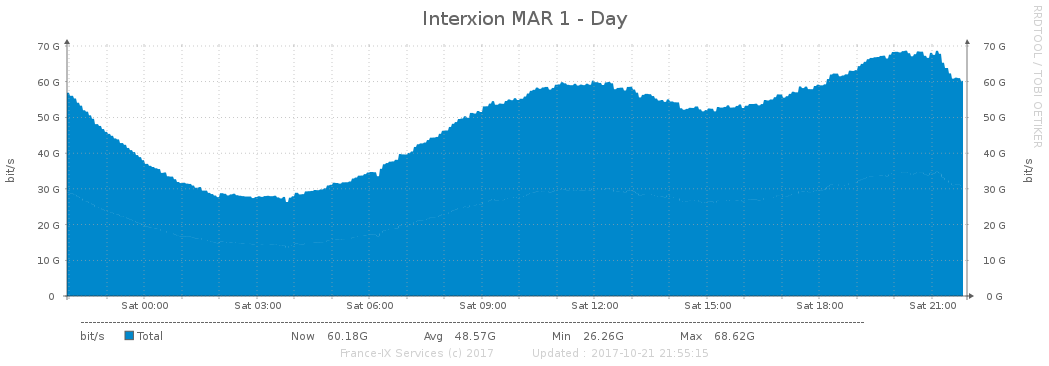 Interxion MAR 1 - Day
RRDTOOL / TOBI OETIKER
bit/s
bit/s
70 G 70 G
60 G 60 G
50 G 50 G
40 G 40 G
30 G 30 G
20 G 20 G
10 G 10 G
0 0 G
Sat 00:00 Sat 03:00 Sat 06:00 Sat 09:00 Sat 12:00 Sat 15:00 Sat 18:00 Sat 21:00
bit/s Total Now 60.18G Avg 48.57G Min 26.26G Max 68.62G
France-IX Services (c) 2017 Updated : 2017-10-21 21:55:15